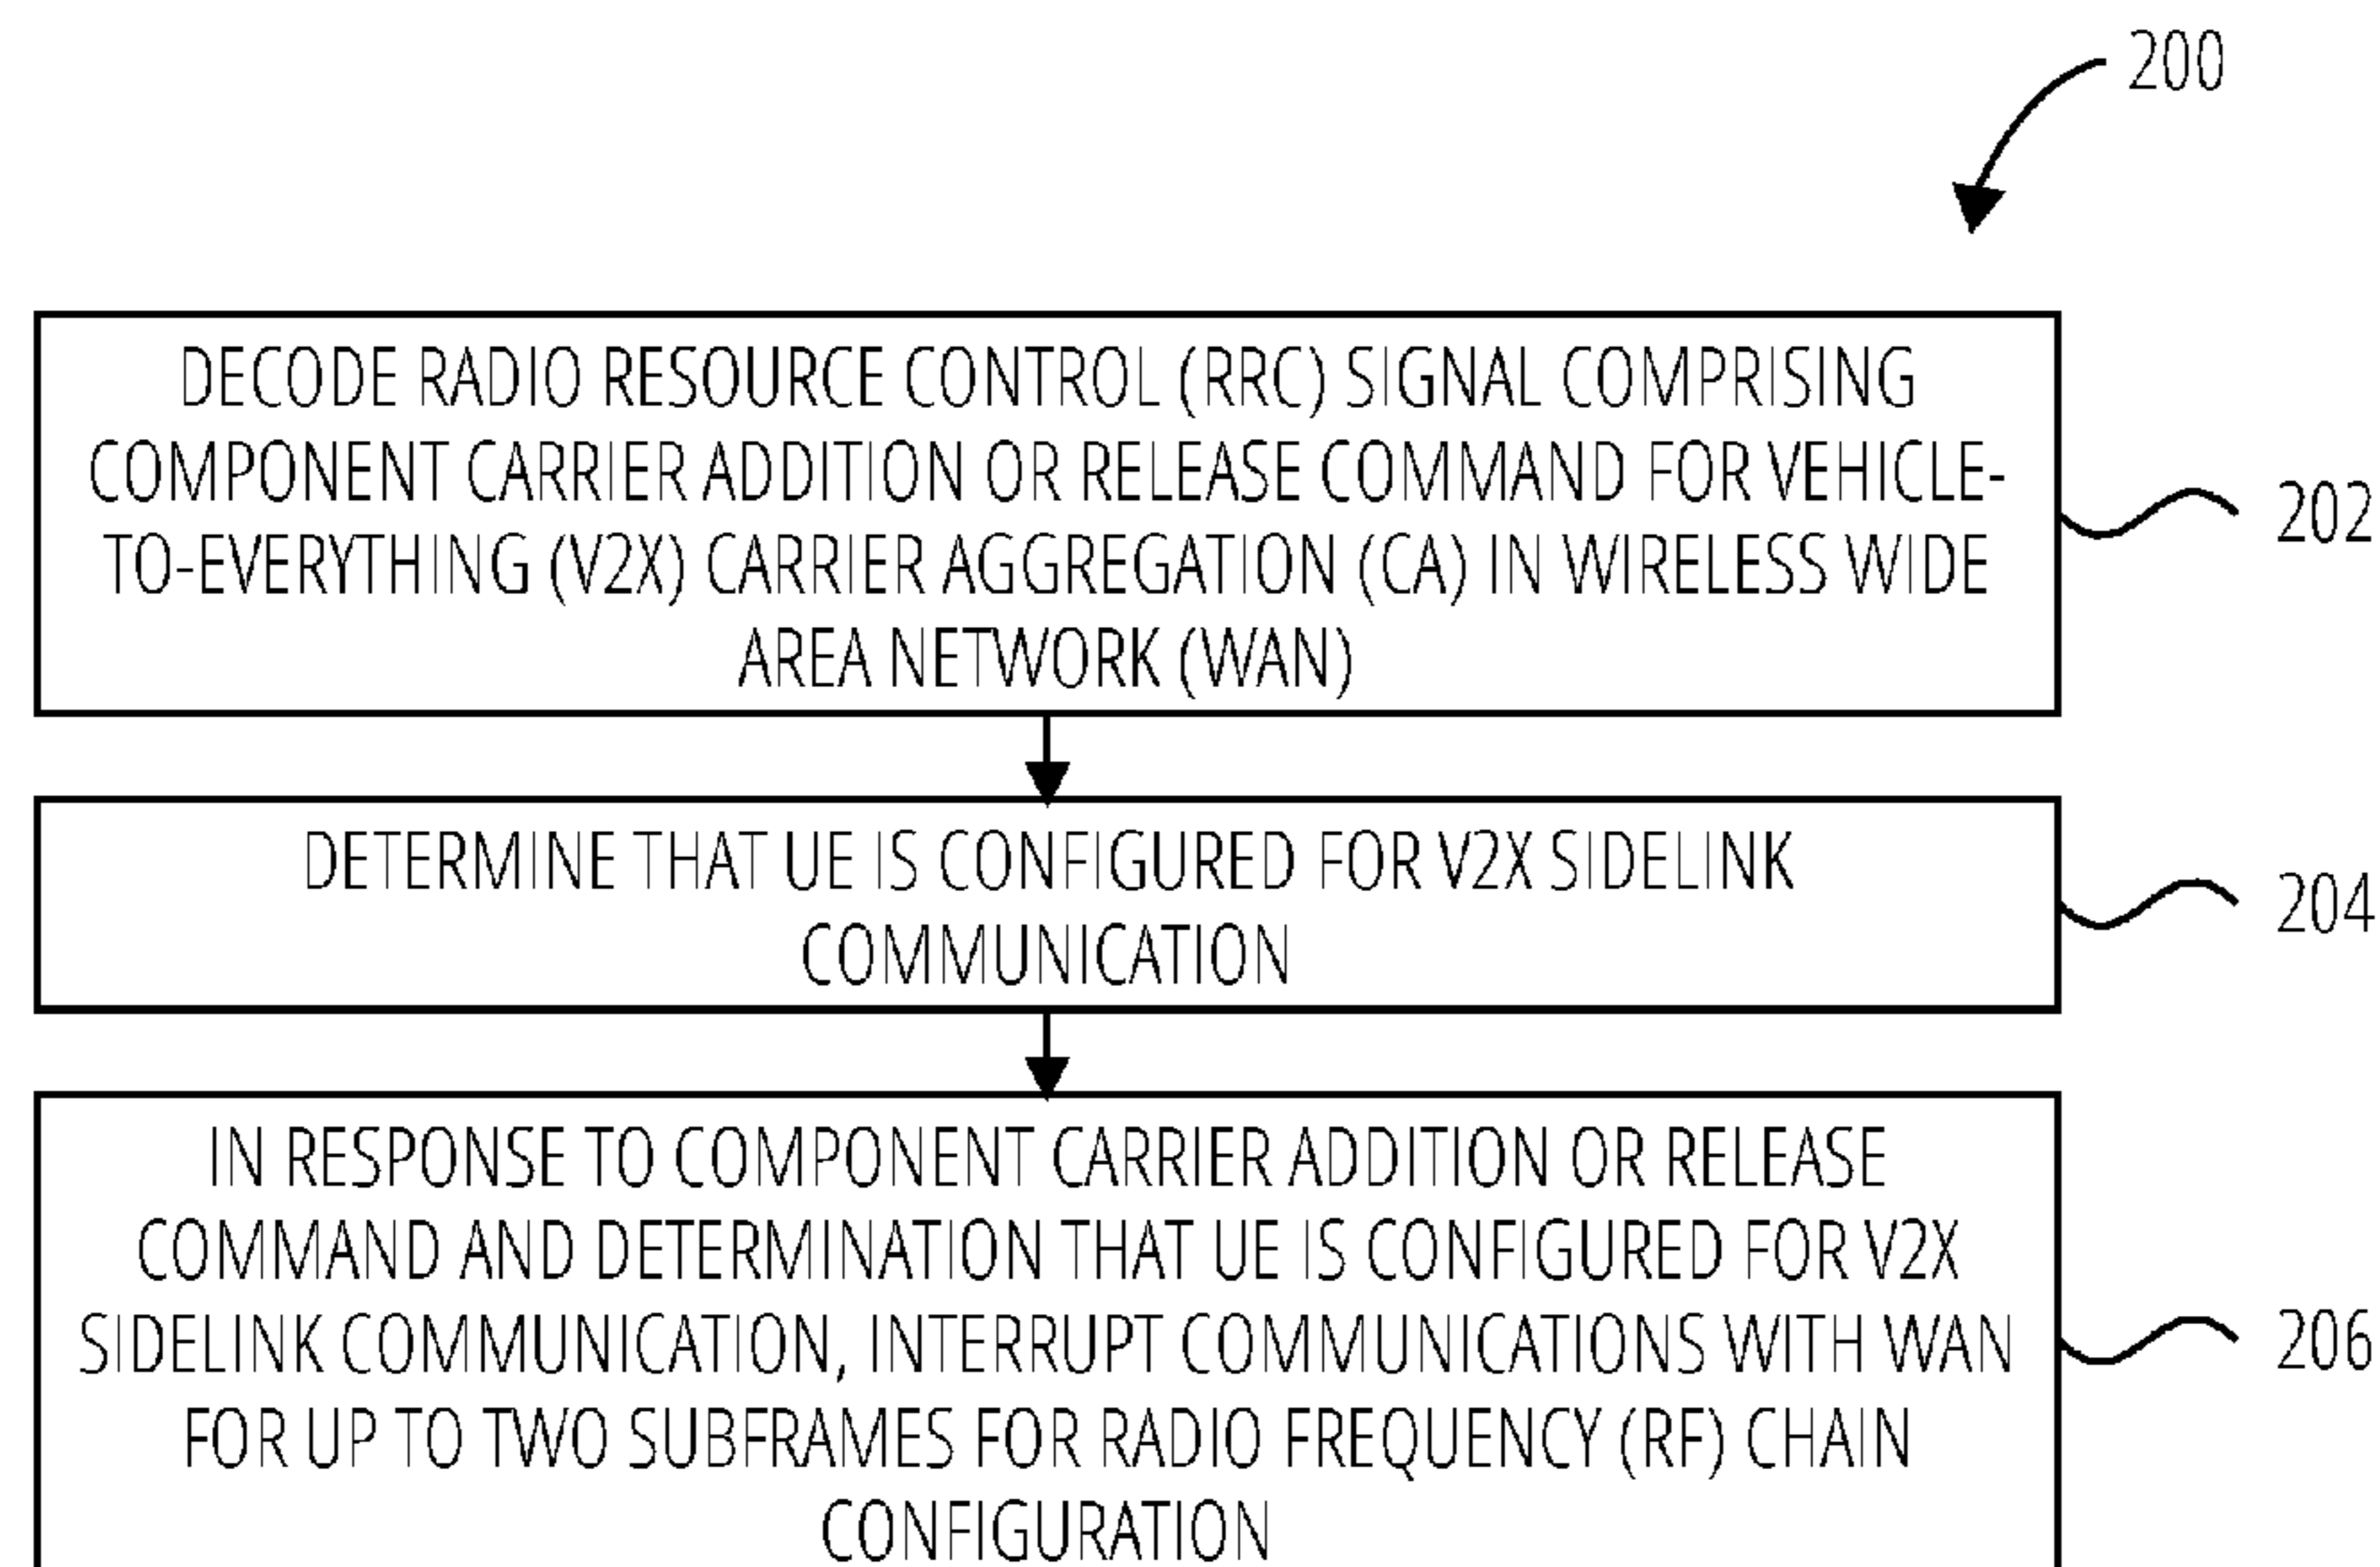 200
DECODE RADIO RESOURCE CONTROL (RRC) SIGNAL COMPRISING
COMPONENT CARRIER ADDITION OR RELEASE COMMAND FOR VEHICLE-
TO-EVERYTHING (V2X) CARRIER AGGREGATION (CA) IN WIRELESS WIDE
AREA NETWORK (WAN)
202
DETERMINE THAT UE IS CONFIGURED FOR V2X SIDELINK
COMMUNICATION
204
IN RESPONSE TO COMPONENT CARRIER ADDITION OR RELEASE
COMMAND AND DETERMINATION THAT UE IS CONFIGURED FOR V2X
SIDELINK COMMUNICATION, INTERRUPT COMMUNICATIONS WITH WAN
FOR UP TO TWO SUBFRAMES FOR RADIO FREQUENCY (RF) CHAIN
CONFIGURATION
206